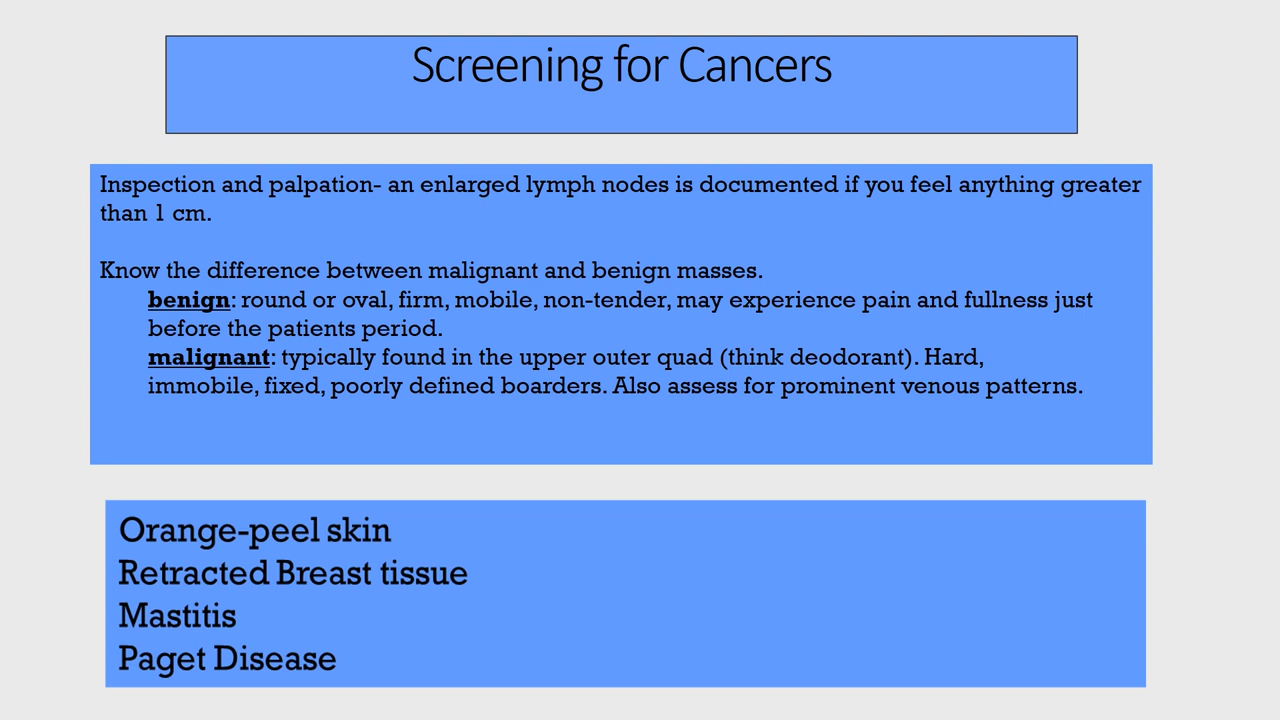 Screening for Cancers
Inspection and palpation- an enlarged lymph nodes is documented if you feel anything greater
than 1 cm.
Know the difference between malignant and benign masses.
benign: round or oval, firm, mobile, non-tender, may experience pain and fullness just
before the patients period.
malignant: typically found in the upper outer quad (think deodorant). Hard,
immobile, fixed, poorly defined boarders. Also assess for prominent venous patterns.
Orange-peel skin
Retracted Breast tissue
Mastitis
Paget Disease